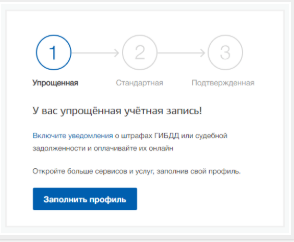 1 2 3
Упрощенная Стандартная Подтвержденная
У вас упрощённая учётная запись!
Включите уведомления о штрафах ГИБДД или судебной
задолженности и оплачивайте их онлайн
Откройте больше сервисов и услуг, заполнив свой профиль.
Заполнить профиль